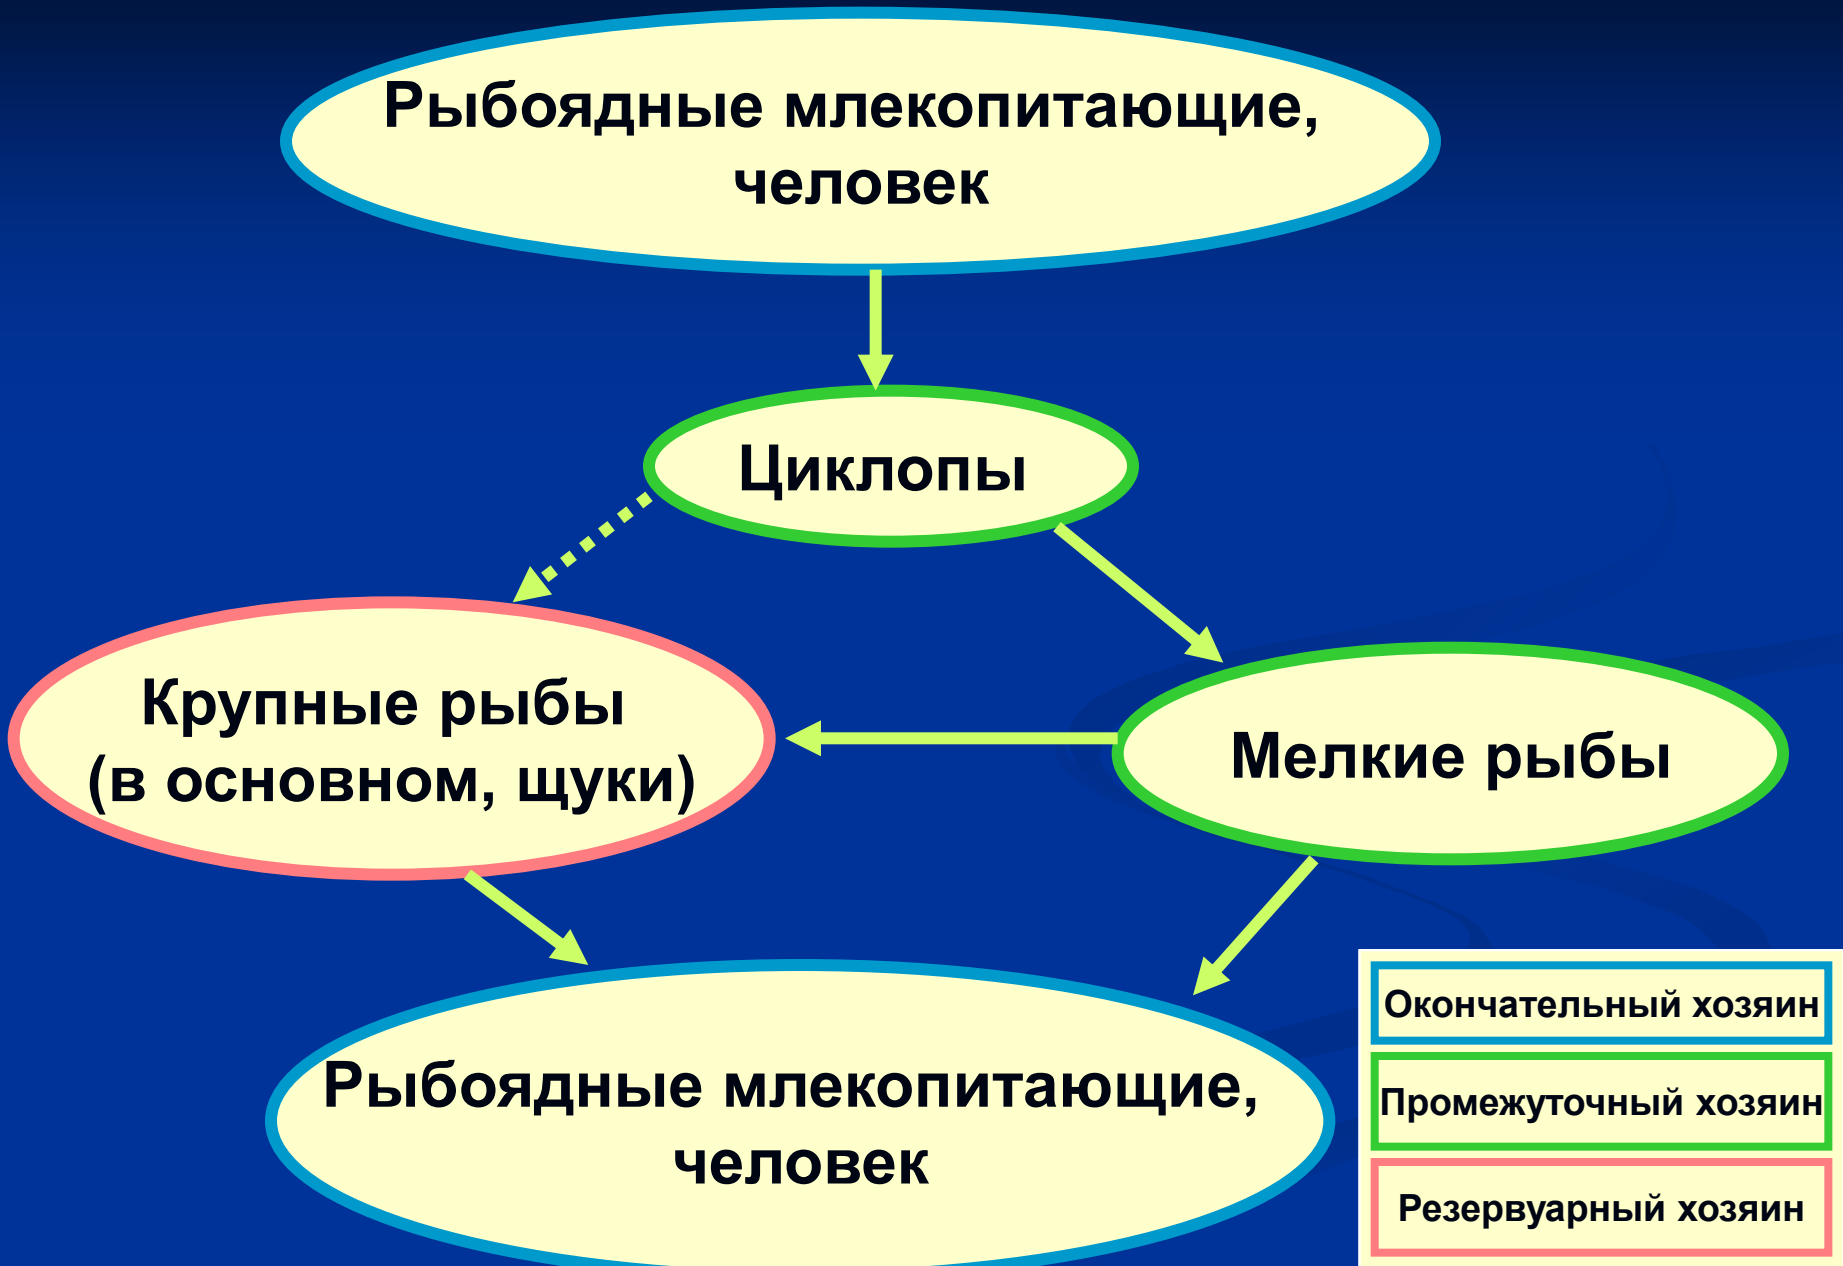 Рыбоядные млекопитающие,
человек
Циклопы
Крупные рыбы
(в основном, щуки)
Мелкие рыбы
Рыбоядные млекопитающие,
человек
Окончательный хозяин
Промежуточный хозяин
Резервуарный хозяин